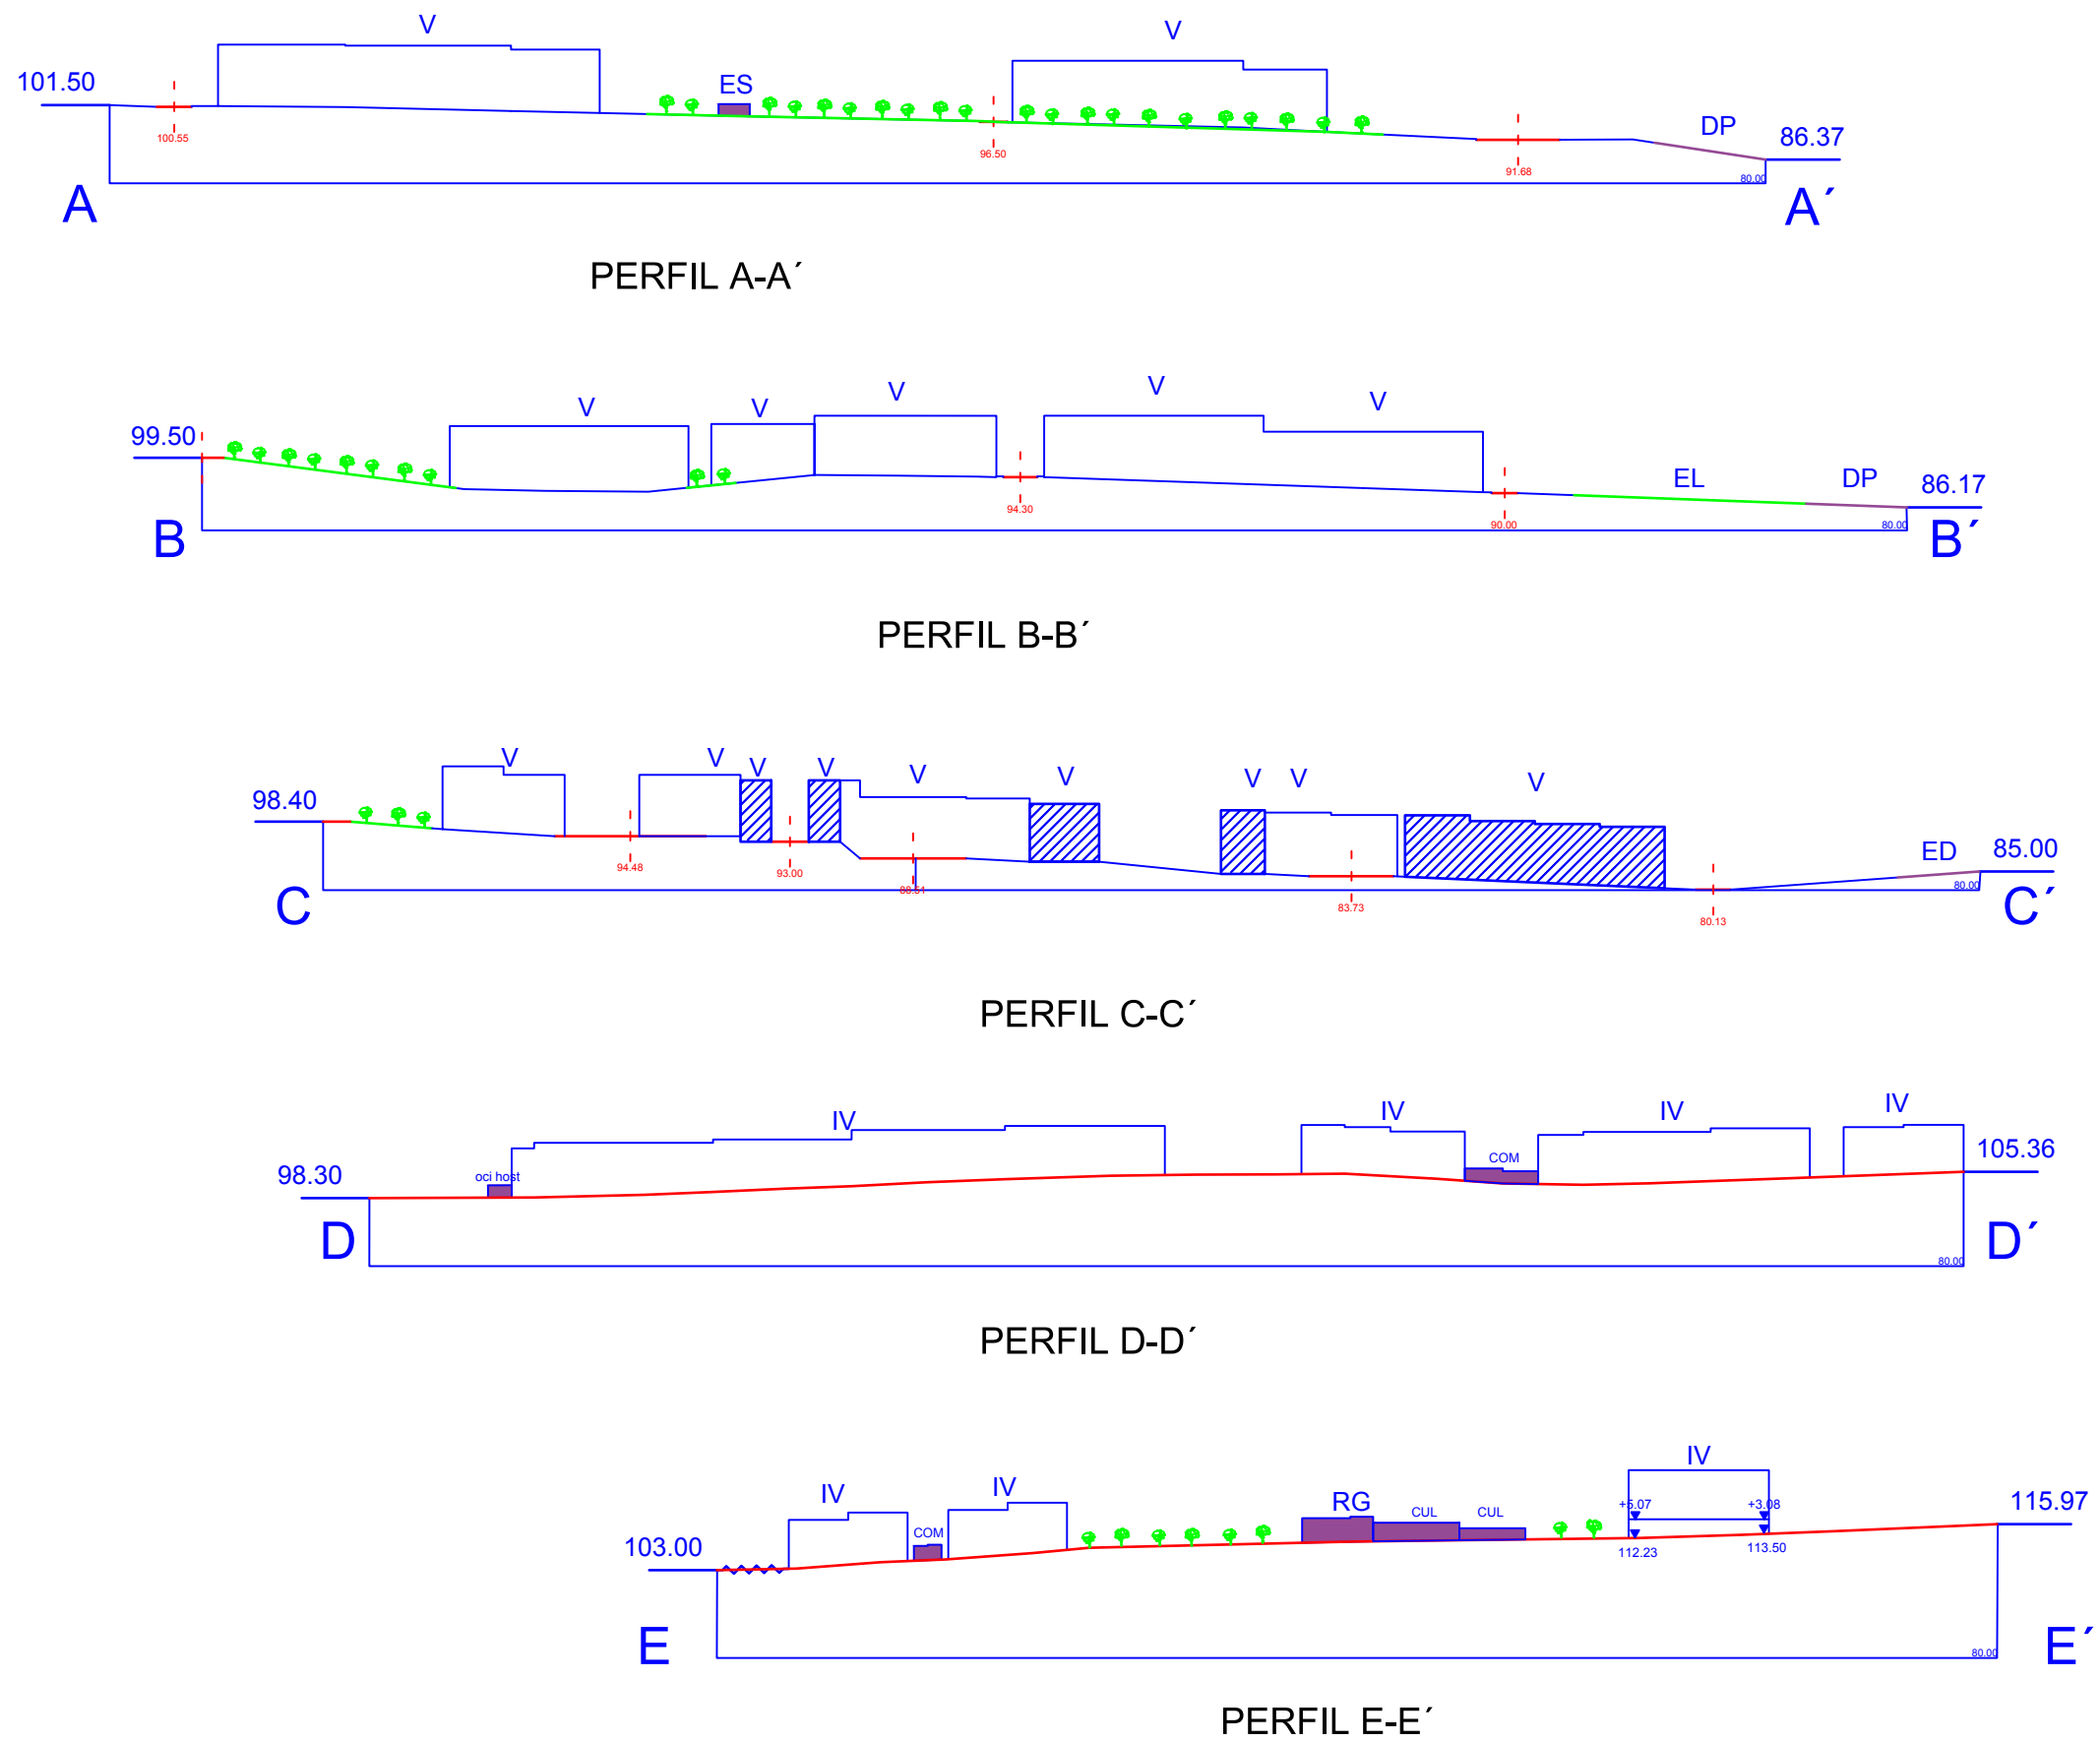 V
V
101.50
ES
DP
86.37
100.55
96.50
91.68
80.00
A
A´
PERFIL A-A´
V
V
V
V
V
99.50
EL
DP
86.17
94.30
90.00
80.00
B
B´
PERFIL B-B´
V
V
V
V
V
V
V
V
V
98.40
ED
85.00
94.48
93.00
83.73
80.13
80.00
C
C´
PERFIL C-C´
IV
IV
IV
IV
98.30
oci host
COM
105.36
D
D´
80.00
PERFIL D-D´
IV
IV
IV
RG
CUL
CUL
COM
+5.07
+3.08
115.97
103.00
112.23
113.50
E
E´
80.00
PERFIL E-E´